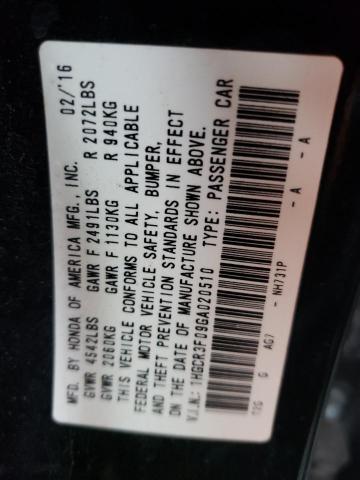 MFD. BY HONDA OF AMERICA MFG., INC. 02/'16
GVWR 4542LBS GAWR F 2491LBS R 2072LBS
GVWR 2060KG GAWR F 1130KG R 940KG
THIS VEHICLE CONFORMS TO ALL APPLICABLE
FEDERAL MOTOR VEHICLE SAFETY, BUMPER,
AND THEFT PREVENTION STANDARDS IN EFFECT
ON THE DATE OF MANUFACTURE SHOWN ABOVE.
V.I.N.: 1HGCR3F09GA020510 TYPE: PASSENGER CAR
T2G G AG7 NH731P - A - A